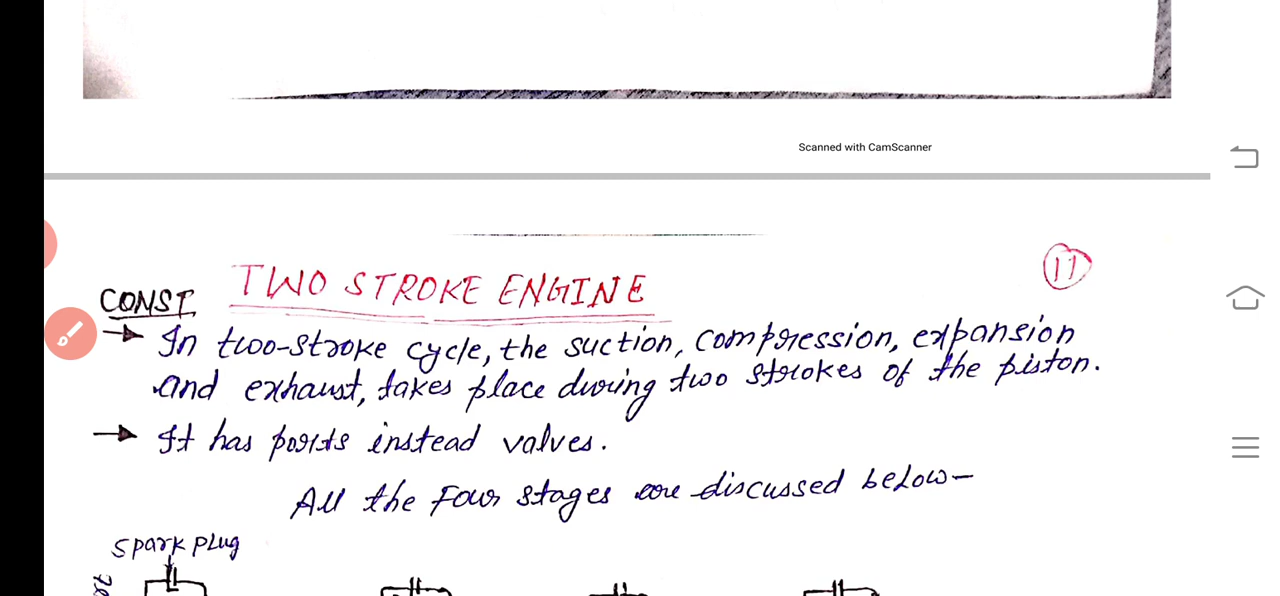 Scanned with CamScanner
11
TWO STROKE ENGINE
CONST.
→ In two-stroke cycle, the suction, compression, expansion
and exhaust, takes place during two strokes of the piston.
→ It has ports instead valves.
All the Four stages are discussed below-
Spark Plug